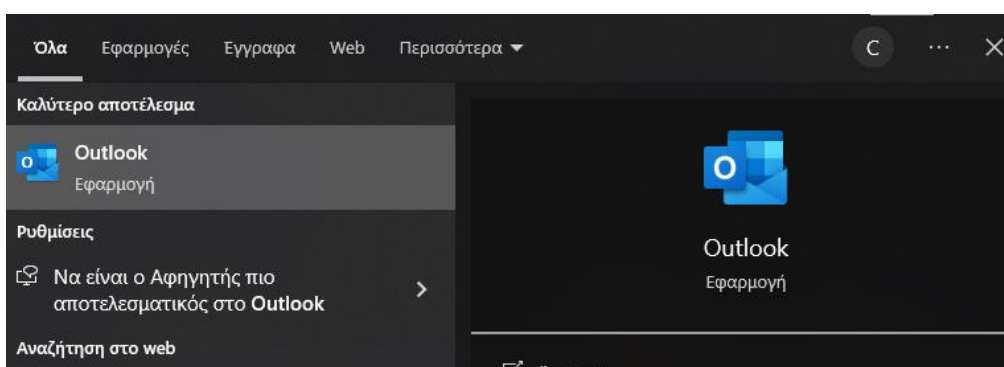 Όλα Εφαρμογές Έγγραφα Web Περισσότερα C
Καλύτερο αποτέλεσμα
Outlook
Εφαρμογή
Ρυθμίσεις
Να είναι ο Αφηγητής πιο
αποτελεσματικός στο Outlook
Αναζήτηση στο web
Outlook
Εφαρμογή